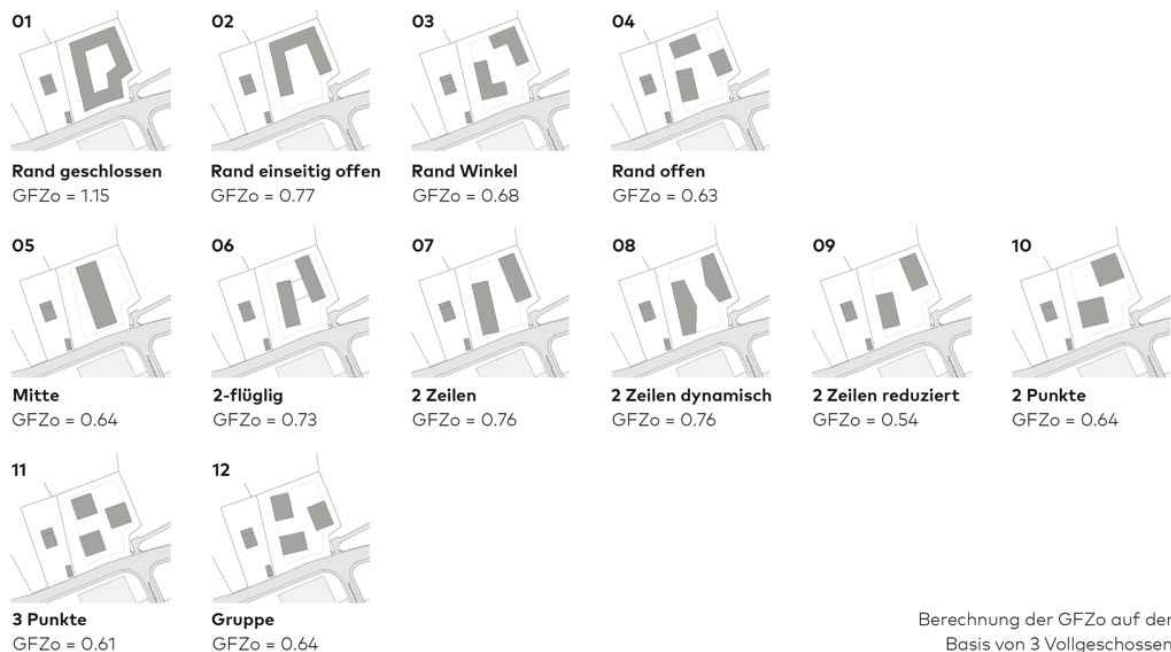 01
Rand geschlossen
GFZo = 1.15
02
Rand einseitig offen
GFZo = 0.77
03
Rand Winkel
GFZo = 0.68
04
Rand offen
GFZo = 0.63
05
Mitte
GFZo = 0.64
06
2-flüglig
GFZo = 0.73
07
2 Zeilen
GFZo = 0.76
08
2 Zeilen dynamisch
GFZo = 0.76
09
2 Zeilen reduziert
GFZo = 0.54
10
2 Punkte
GFZo = 0.64
11
3 Punkte
GFZo = 0.61
12
Gruppe
GFZo = 0.64
Berechnung der GFZo auf der
Basis von 3 Vollgeschossen